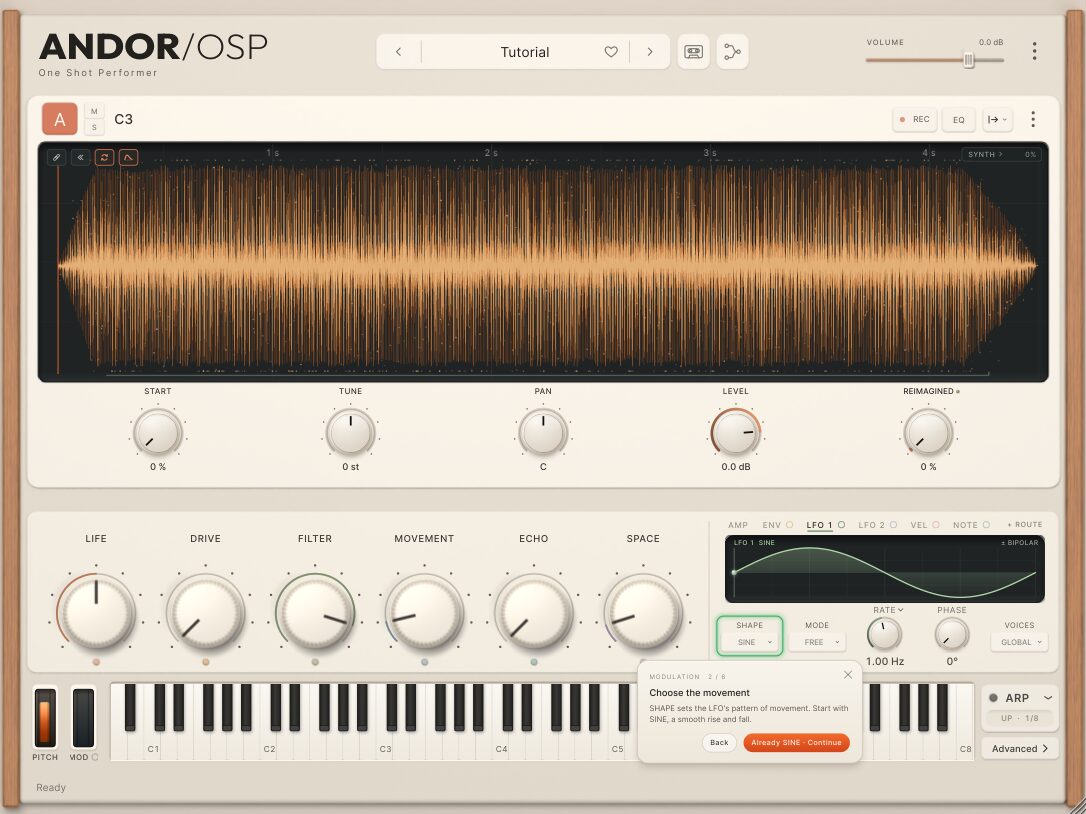 ANDOR/OSP
One Shot Performer
Tutorial
VOLUME 0.0 dB
A
M
S
C3
REC
EQ
1 s 2 s 3 s 4 s
SYNTH > 0%
START TUNE PAN LEVEL REIMAGINED
0 % 0 st C 0.0 dB 0 %
LIFE DRIVE FILTER MOVEMENT ECHO SPACE
AMP ENV LFO 1 LFO 2 VEL NOTE + ROUTE
LFO 1 SINE ± BIPOLAR
RATE PHASE
SHAPE MODE VOICES
SINE FREE GLOBAL
1.00 Hz 0°
MODULATION 2 / 6
Choose the movement
SHAPE sets the LFO's pattern of movement. Start with
SINE, a smooth rise and fall.
Back Already SINE · Continue
C1 C2 C3 C4 C5 C8
PITCH MOD
ARP
UP · 1/8
Advanced >
Ready